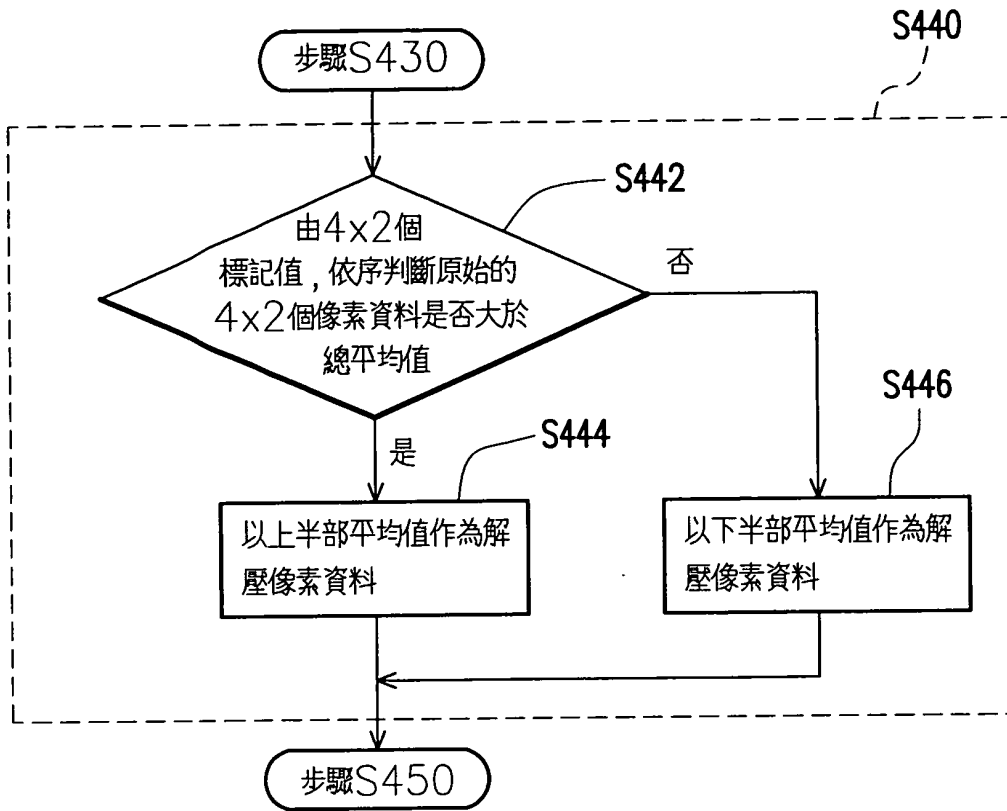 S440
步驟S430
S442
由4x2個
標記值,依序判斷原始的
4x2個像素資料是否大於
總平均值
否
S446
S444
是
以上半部平均值作為解
壓像素資料
以下半部平均值作為解
壓像素資料
步驟S450